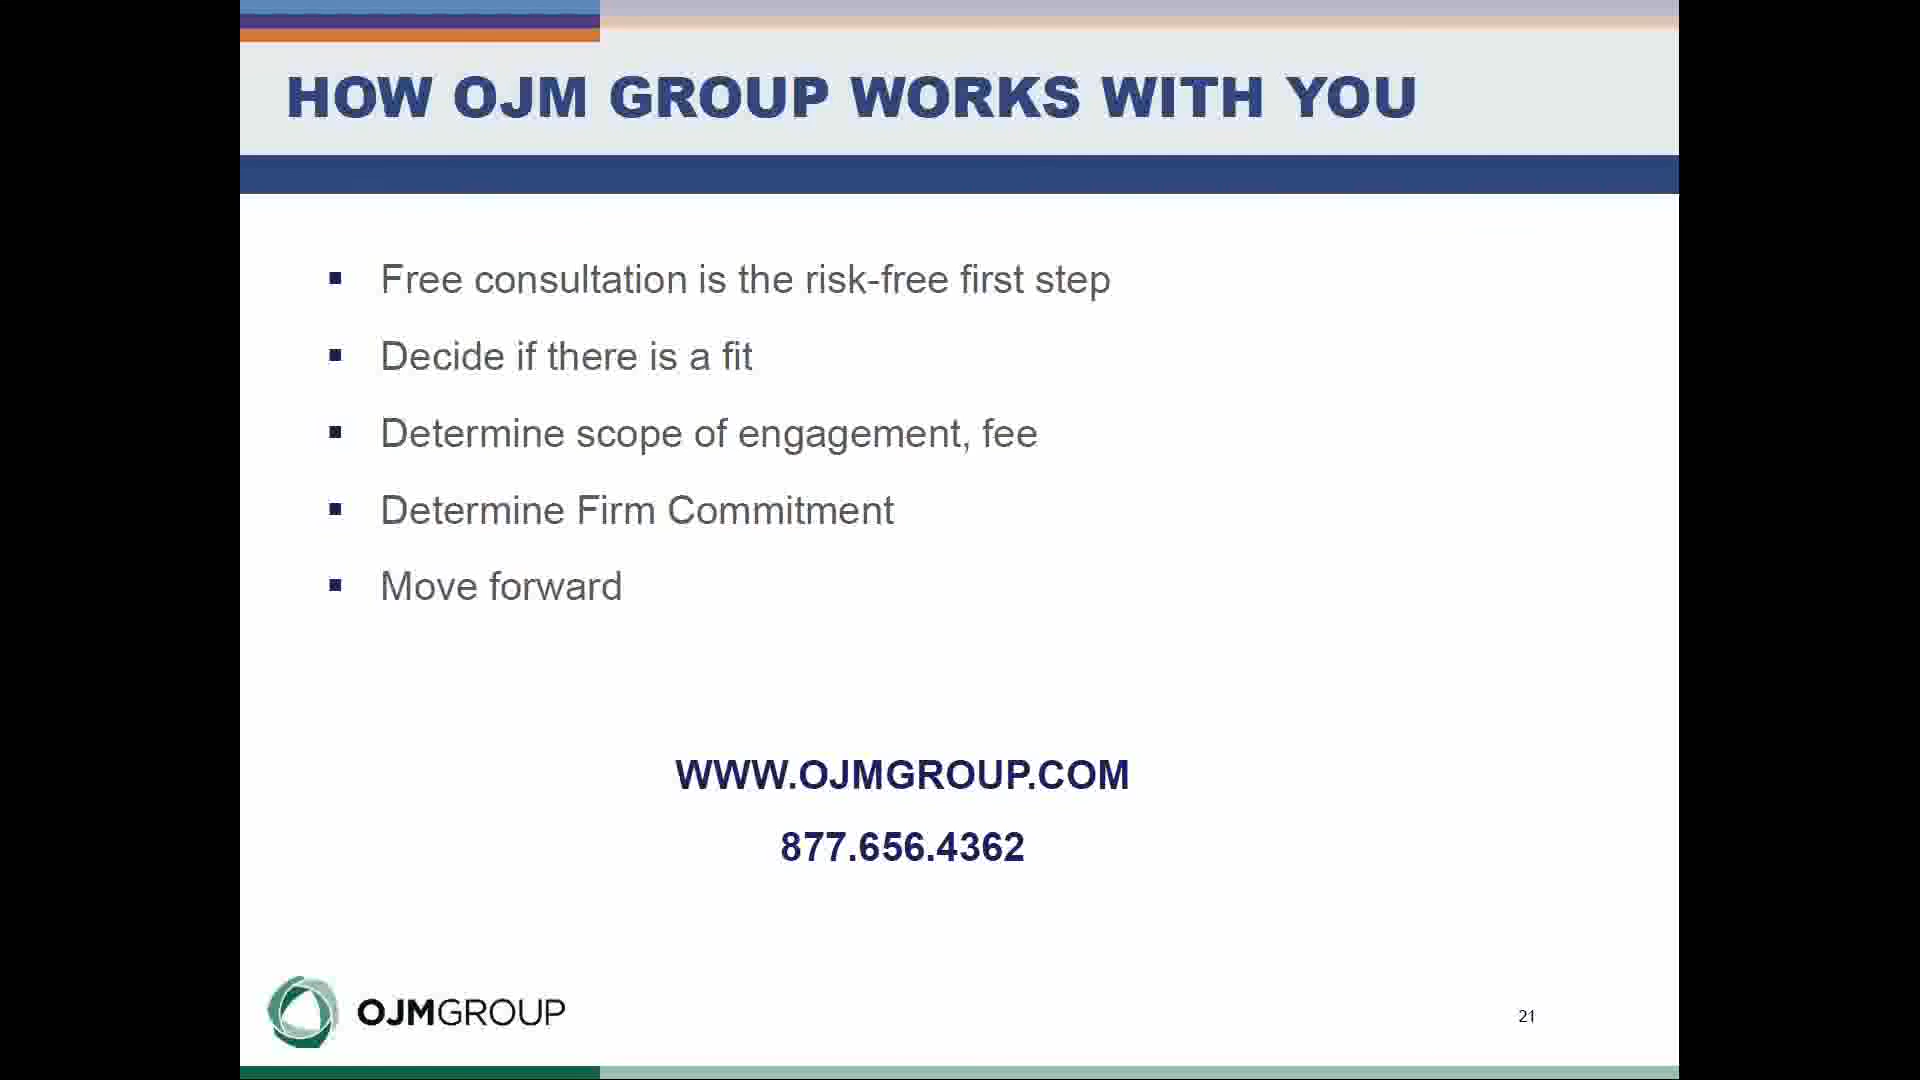 HOW OJM GROUP WORKS WITH YOU
Free consultation is the risk-free first step
Decide if there is a fit
Determine scope of engagement, fee
Determine Firm Commitment
Move forward
WWW.OJMGROUP.COM
877.656.4362
OJMGROUP
21